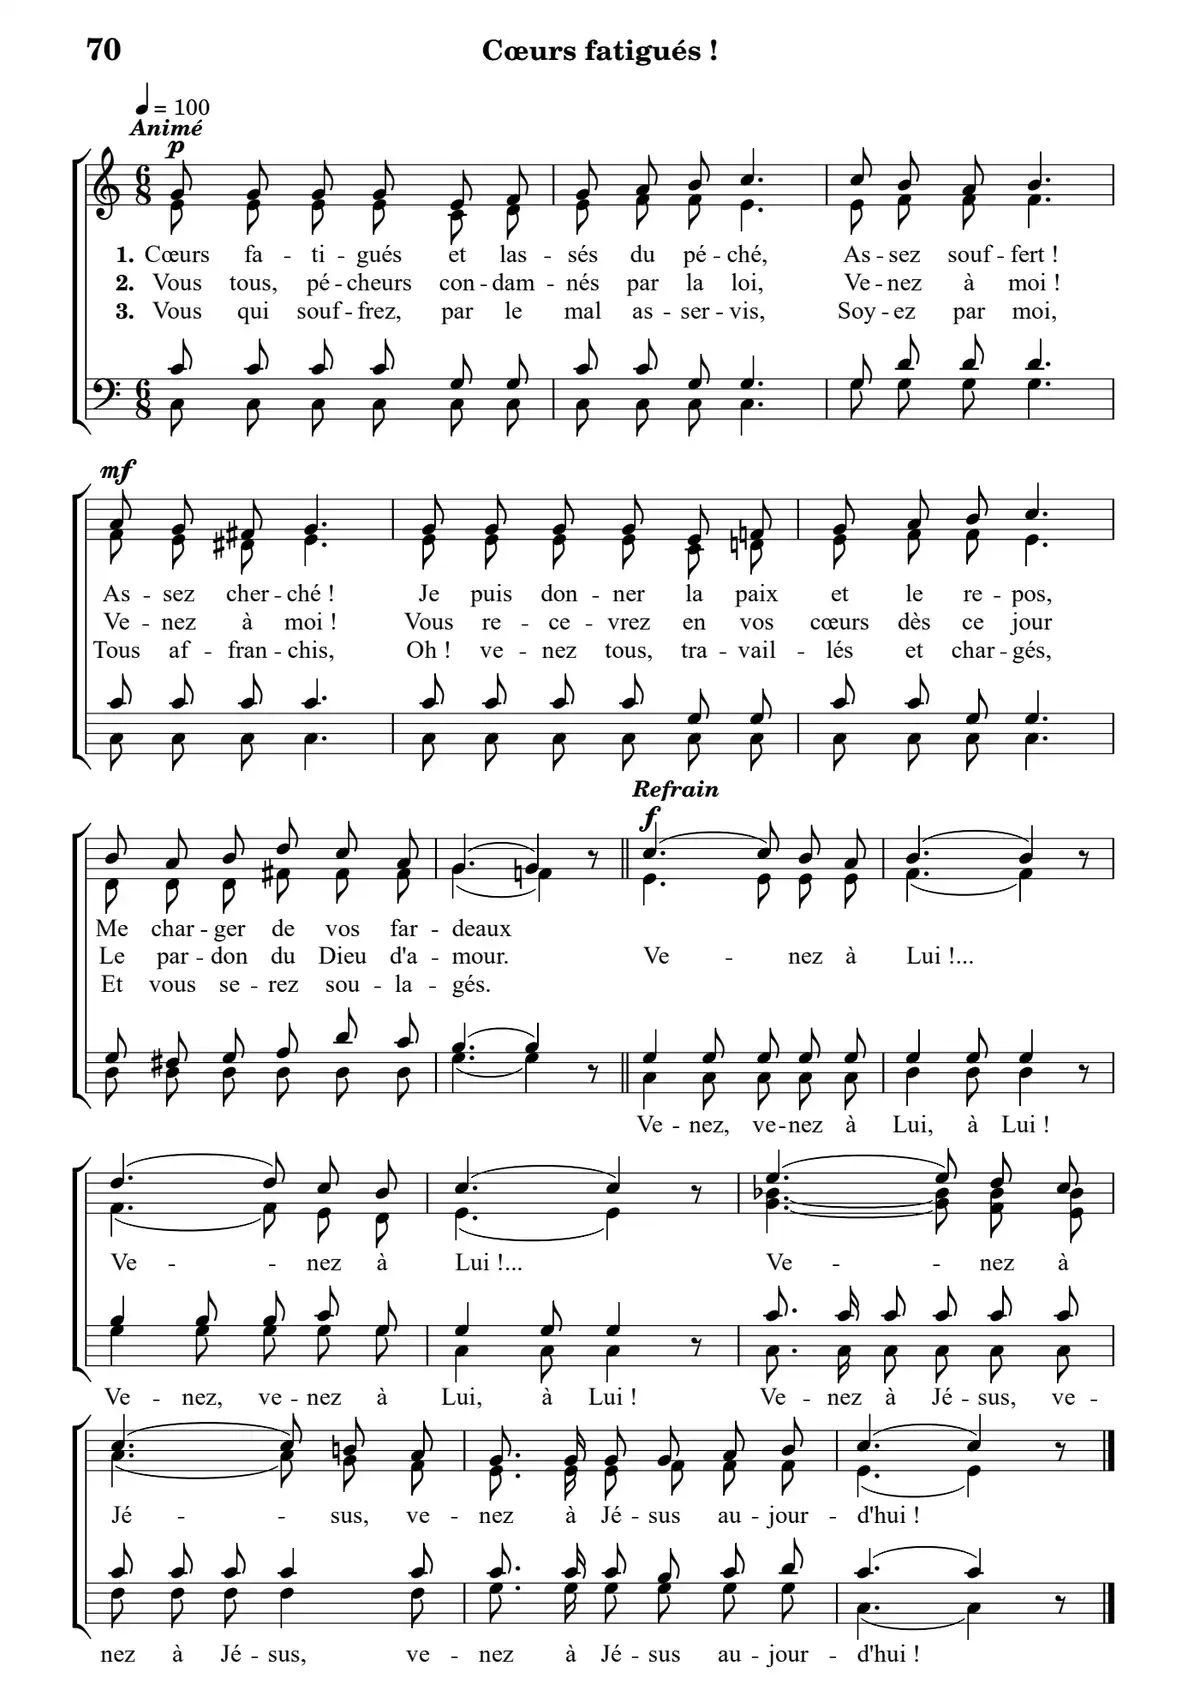 70 Cœurs fatigués !
= 100
Animé
p
6 8
1. Cœurs fa - ti - gués et las - sés du pé - ché, As - sez souf - fert !
2. Vous tous, pé - cheurs con - dam - nés par la loi, Ve - nez à moi !
3. Vous qui souf - frez, par le mal as - ser - vis, Soy - ez par moi,
6 8
mf
As - sez cher - ché ! Je puis don - ner la paix et le re - pos,
Ve - nez à moi ! Vous re - ce - vrez en vos cœurs dès ce jour
Tous af - fran - chis, Oh ! ve - nez tous, tra - vail - lés et char - gés,
Refrain
f
Me char - ger de vos far - deaux
Le par - don du Dieu d'a - mour. Ve - nez à Lui !...
Et vous se - rez sou - la - gés.
Ve - nez, ve - nez à Lui, à Lui !
Ve - - nez à Lui !... Ve - - nez à
Ve - nez, ve - nez à Lui, à Lui ! Ve - nez à Jé - sus, ve -
Jé - - sus, ve - nez à Jé - sus au - jour - d'hui !
nez à Jé - sus, ve - nez à Jé - sus au - jour - d'hui !